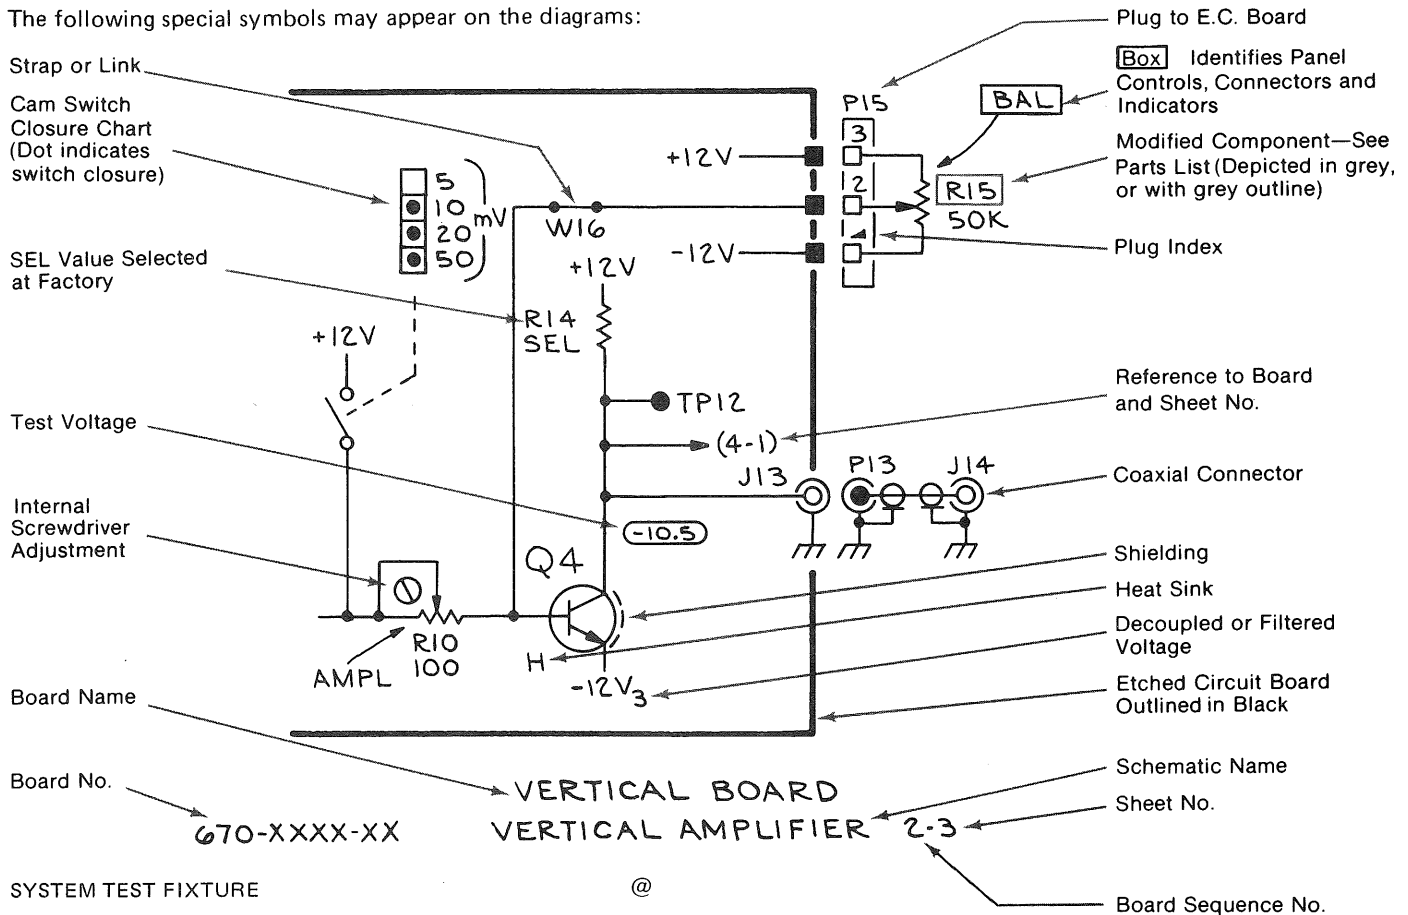 The following special symbols may appear on the diagrams:
Plug to E.C. Board
Strap or Link
Box Identifies Panel
Controls, Connectors and
Indicators
Cam Switch
Closure Chart
(Dot indicates
switch closure)
P15
3
2
BAL
+12V
Modified Component—See
Parts List (Depicted in grey,
or with grey outline)
R15
50K
5
10
20
50
mV
W16
-12V
Plug Index
SEL Value Selected
at Factory
+12V
R14
SEL
+12V
Reference to Board
and Sheet No.
TP12
(4-1)
Test Voltage
J13
P13
J14
Coaxial Connector
Internal
Screwdriver
Adjustment
-10.5
Q4
Shielding
Heat Sink
Decoupled or Filtered
Voltage
R10
100
AMPL
H
-12V3
Etched Circuit Board
Outlined in Black
Board Name
VERTICAL BOARD
Schematic Name
Board No.
Sheet No.
670-XXXX-XX
VERTICAL AMPLIFIER 2-3
SYSTEM TEST FIXTURE
@
Board Sequence No.